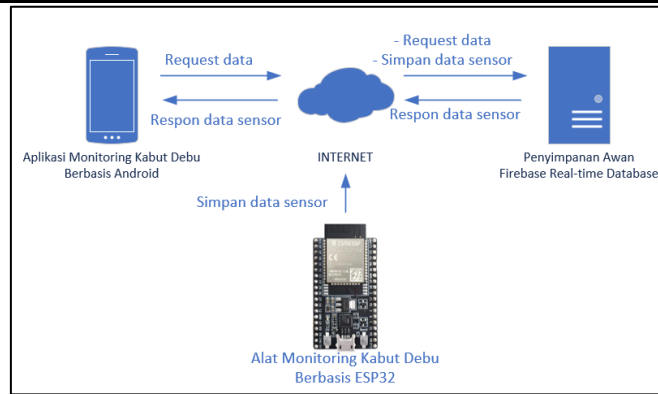 Request data
- Request data
- Simpan data sensor
Respon data sensor
Respon data sensor
Aplikasi Monitoring Kabut Debu
Berbasis Android
INTERNET
Penyimpanan Awan
Firebase Real-time Database
Simpan data sensor
Alat Monitoring Kabut Debu
Berbasis ESP32